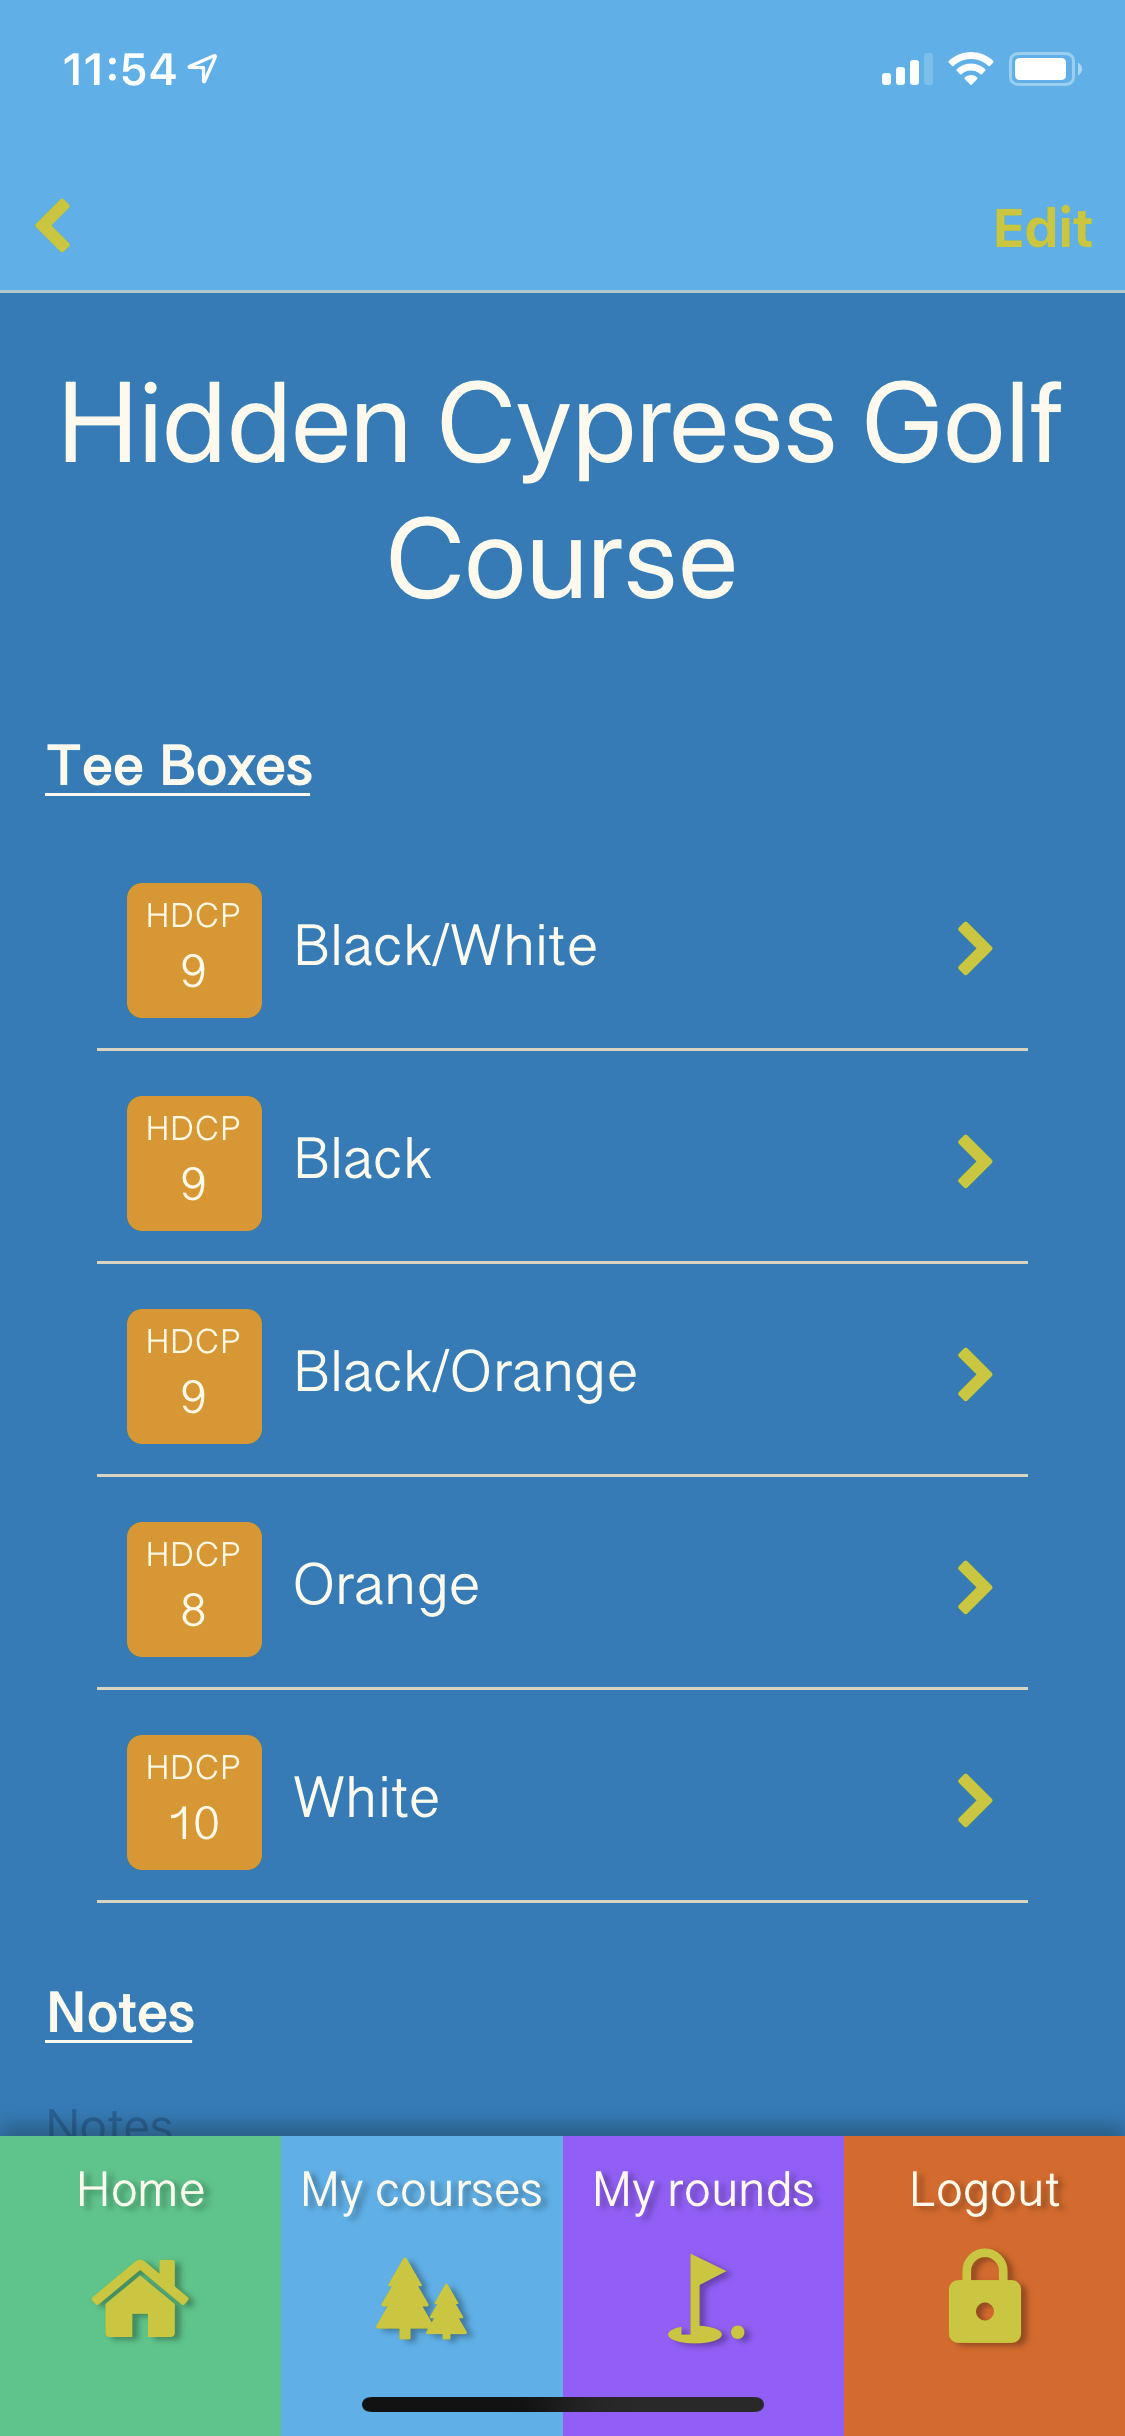 11:54
Edit
Hidden Cypress Golf
Course
Tee Boxes
HDCP
9
Black/White
HDCP
9
Black
HDCP
9
Black/Orange
HDCP
8
Orange
HDCP
10
White
Notes
Notes
Home
My courses
My rounds
Logout